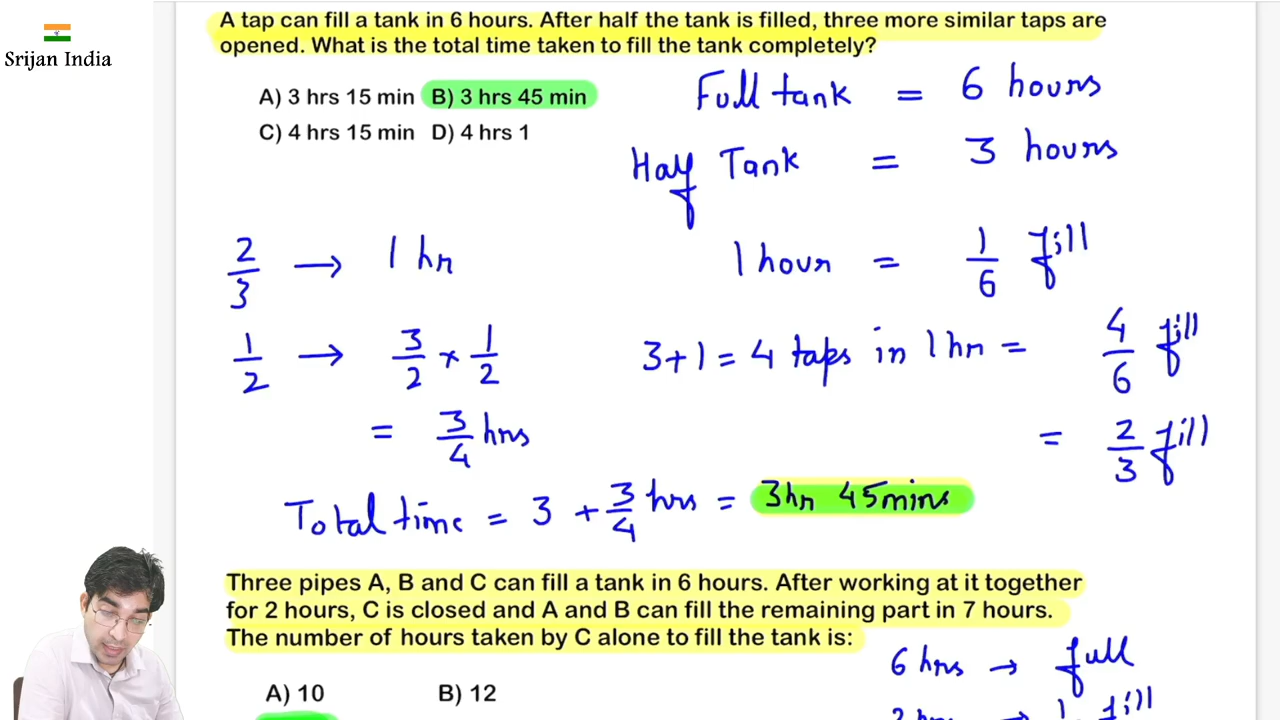 Srijan India
A tap can fill a tank in 6 hours. After half the tank is filled, three more similar taps are
opened. What is the total time taken to fill the tank completely?
A) 3 hrs 15 min B) 3 hrs 45 min
C) 4 hrs 15 min D) 4 hrs 1
Full tank = 6 hours
Half Tank = 3 hours
1 hour = 1/6 fill
3+1 = 4 taps in 1 hr = 4/6 fill
= 2/3 fill
2/3 → 1 hr
1/2 → 3/2 × 1/2
= 3/4 hrs
Total time = 3 + 3/4 hrs = 3hr 45mins
Three pipes A, B and C can fill a tank in 6 hours. After working at it together
for 2 hours, C is closed and A and B can fill the remaining part in 7 hours.
The number of hours taken by C alone to fill the tank is:
A) 10 B) 12
6 hrs → full